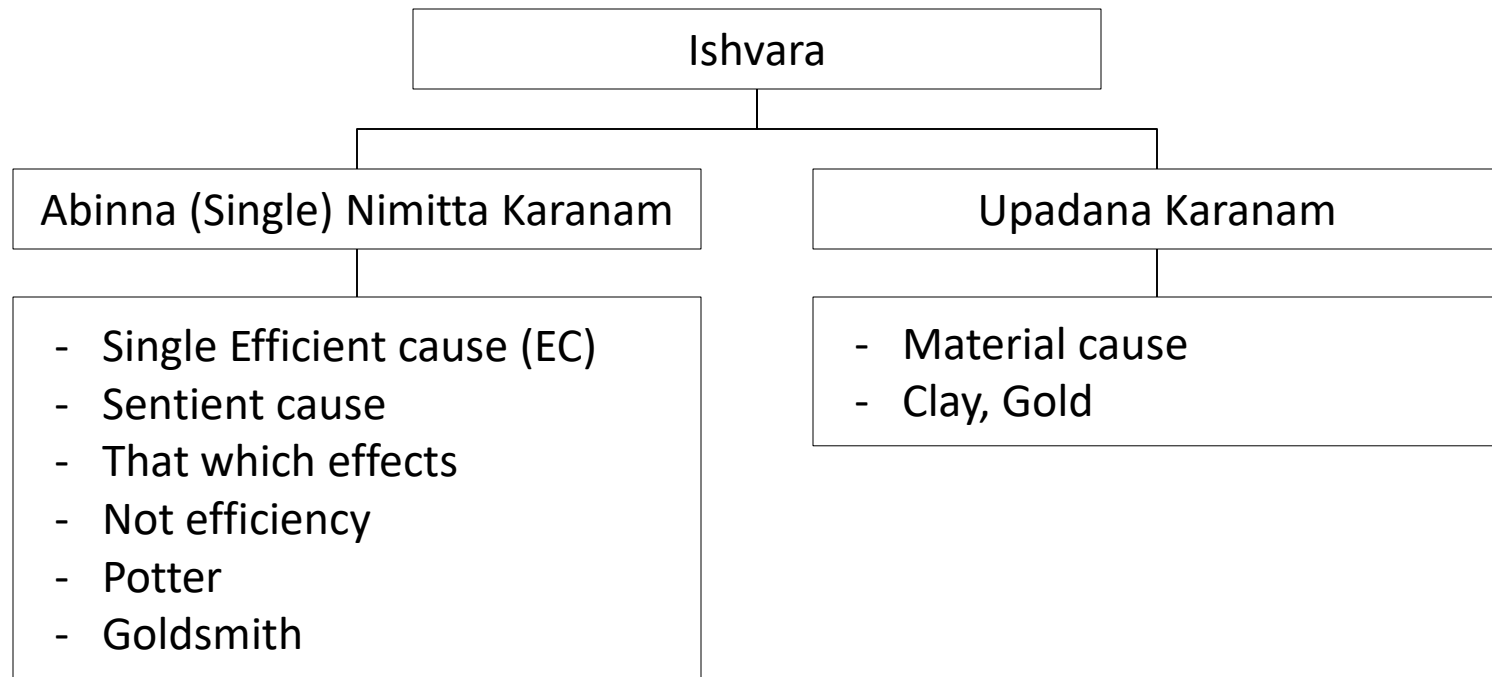 Ishvara
Abinna (Single) Nimitta Karanam
Upadana Karanam
- Single Efficient cause (EC)
- Sentient cause
- That which effects
- Not efficiency
- Potter
- Goldsmith
- Material cause
- Clay, Gold